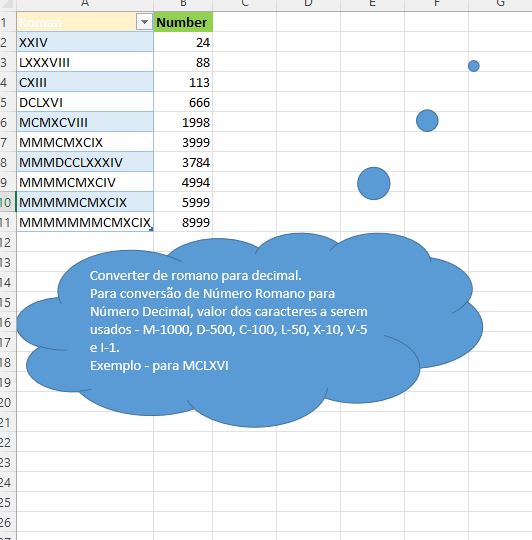 A B C D E F G
1 Roman Number
2 XXIV 24
3 LXXXVIII 88
4 CXIII 113
5 DCLXVI 666
6 MCMXCVIII 1998
7 MMMCMXCIX 3999
8 MMMDCCLXXXIV 3784
9 MMMMCMXCIV 4994
10 MMMMMCMXCIX 5999
11 MMMMMMMMCMXCIX 8999
12
13
Converter de romano para decimal.
14
Para conversão de Número Romano para
15
Número Decimal, valor dos caracteres a serem
16
usados - M-1000, D-500, C-100, L-50, X-10, V-5
17
e I-1.
18
Exemplo - para MCLXVI
19
20
21
22
23
24
25
26